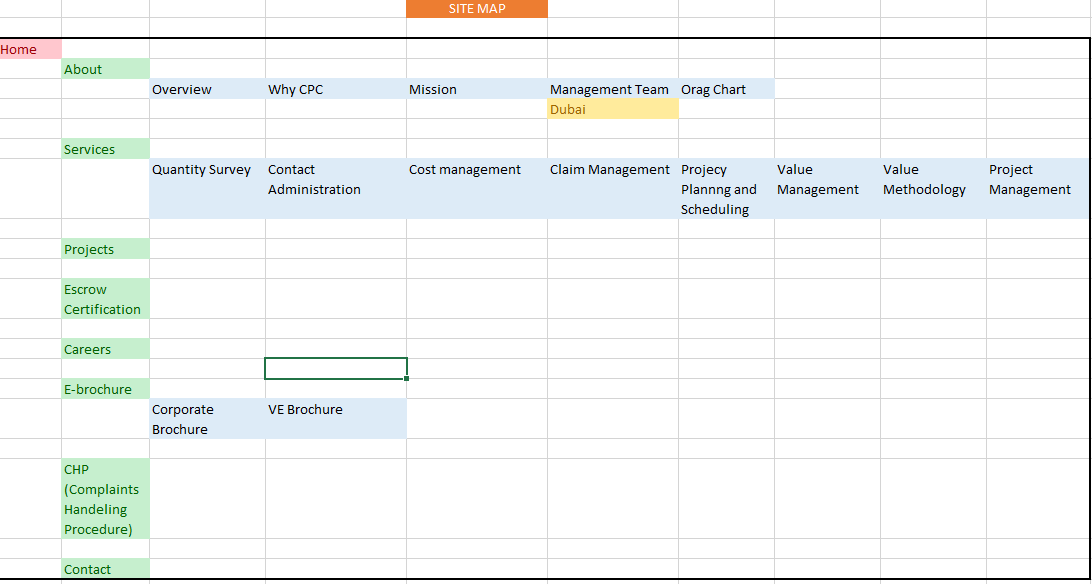 SITE MAP
Home
About
Overview Why CPC Mission Management Team Orag Chart
Dubai
Services
Quantity Survey Contact Cost management Claim Management Projecy Value Value Project
Administration Plannng and Management Methodology Management
Scheduling
Projects
Escrow
Certification
Careers
E-brochure
Corporate VE Brochure
Brochure
CHP
(Complaints
Handeling
Procedure)
Contact